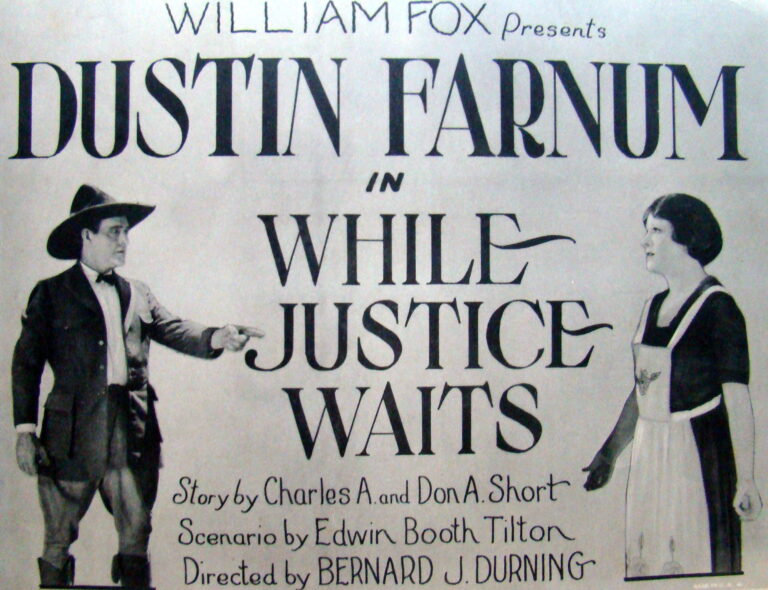 WILLIAM FOX Presents
DUSTIN FARNUM
IN
WHILE
JUSTICE
WAITS
Story by Charles A. and Don A. Short
Scenario by Edwin Booth Tilton
Directed by BERNARD J. DURNING